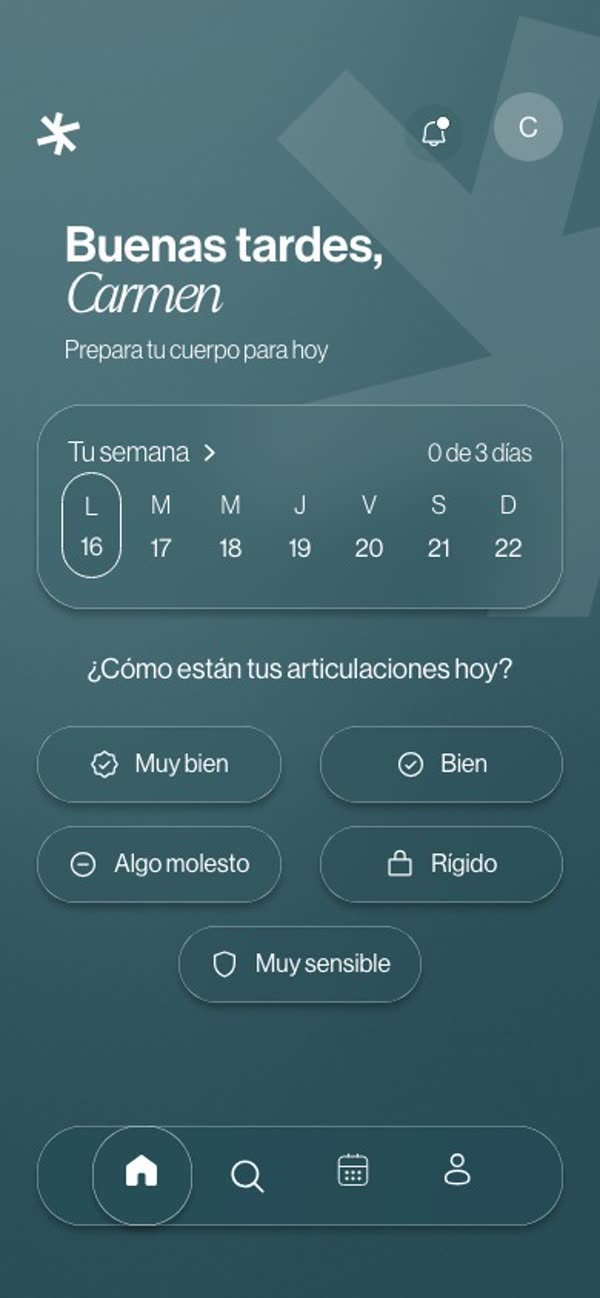 C
Buenas tardes,
Carmen
Prepara tu cuerpo para hoy
Tu semana
0 de 3 días
L M M J V S D
16 17 18 19 20 21 22
¿Cómo están tus articulaciones hoy?
Muy bien
Bien
Algo molesto
Rígido
Muy sensible